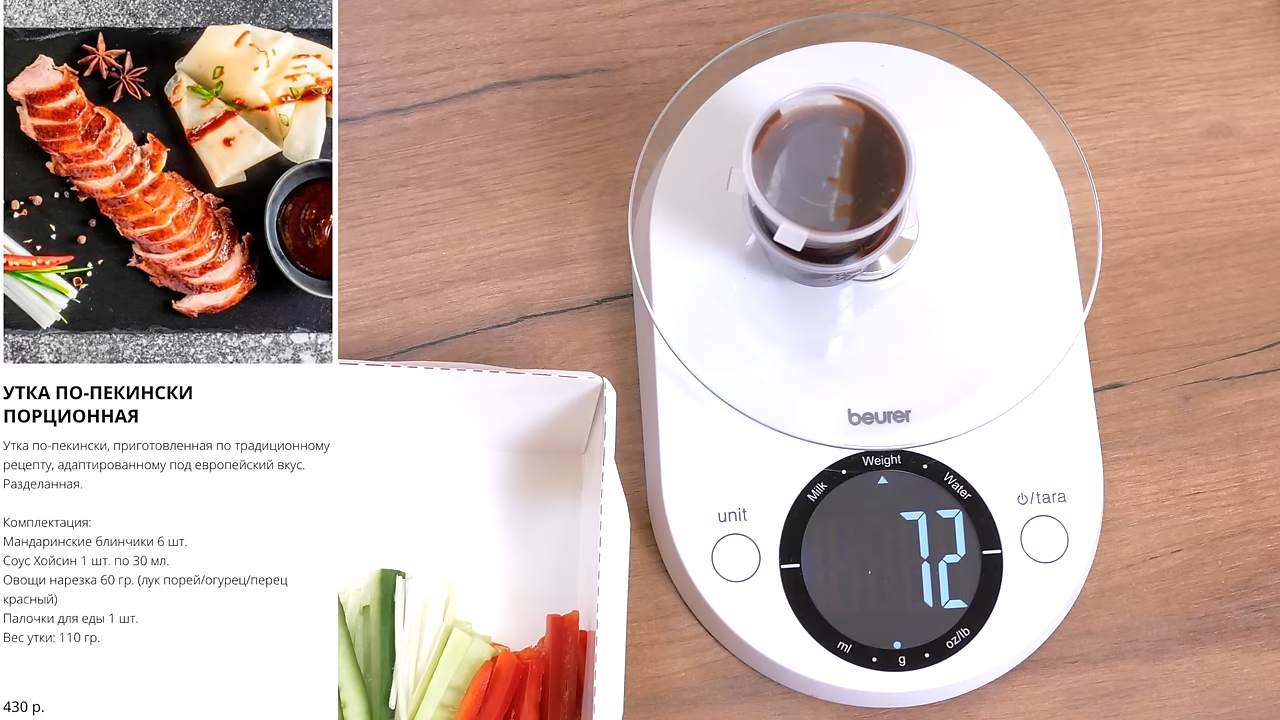 УТКА ПО-ПЕКИНСКИ
ПОРЦИОННАЯ
Утка по-пекински, приготовленная по традиционному
рецепту, адаптированному под европейский вкус.
Разделанная.
Комплектация:
Мандаринские блинчики 6 шт.
Соус Хойсин 1 шт. по 30 мл.
Овощи нарезка 60 гр. (лук порей/огурец/перец
красный)
Палочки для еды 1 шт.
Вес утки: 110 гр.
430 р.
beurer
Weight
Milk
Water
unit
/tara
72
ml
g
oz/lb